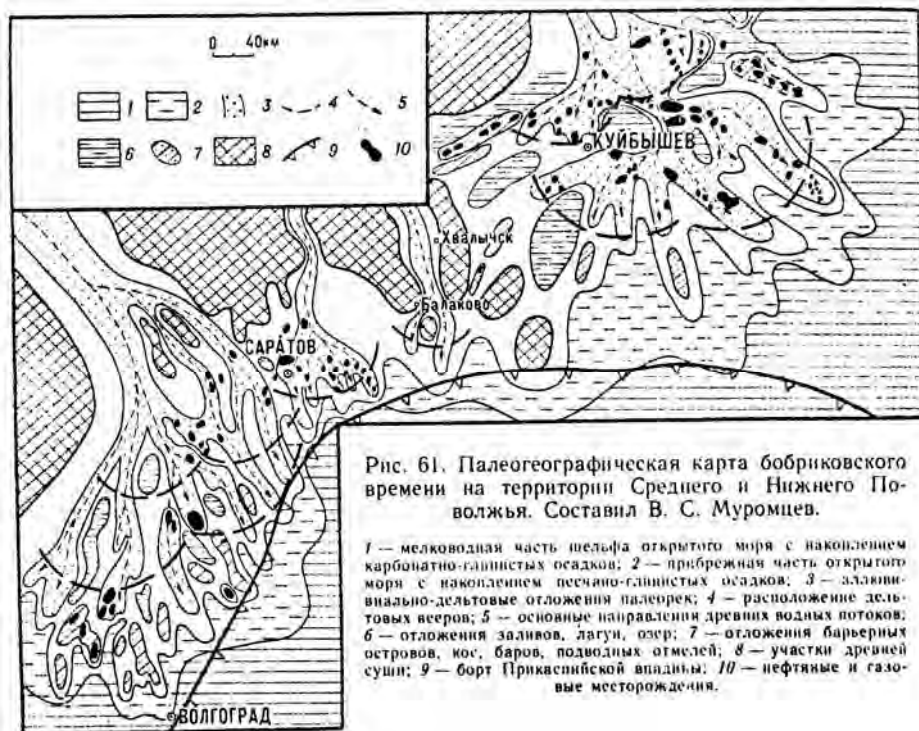 0 40км
1 2 3 4 5
6 7 8 9 10
КУЙБЫШЕВ
Хвалынск
Балаково
САРАТОВ
ВОЛГОГРАД
Рис. 61. Палеогеографическая карта бобриковского
времени на территории Среднего и Нижнего По-
волжья. Составил В. С. Муромцев.
1 — мелководная часть шельфа открытого моря с накоплением
карбонатно-глинистых осадков; 2 — прибрежная часть открытого
моря с накоплением песчано-глинистых осадков; 3 — аллюви-
виально-дельтовые отложения палеорек; 4 — расположение дель-
товых вееров; 5 — основные направления древних водных потоков;
6 — отложения заливов, лагун, озер; 7 — отложения барьерных
островов, кос, баров, подводных отмелей; 8 — участки древней
суши; 9 — борт Прикаспийской впадины; 10 — нефтяные и газо-
вые месторождения.